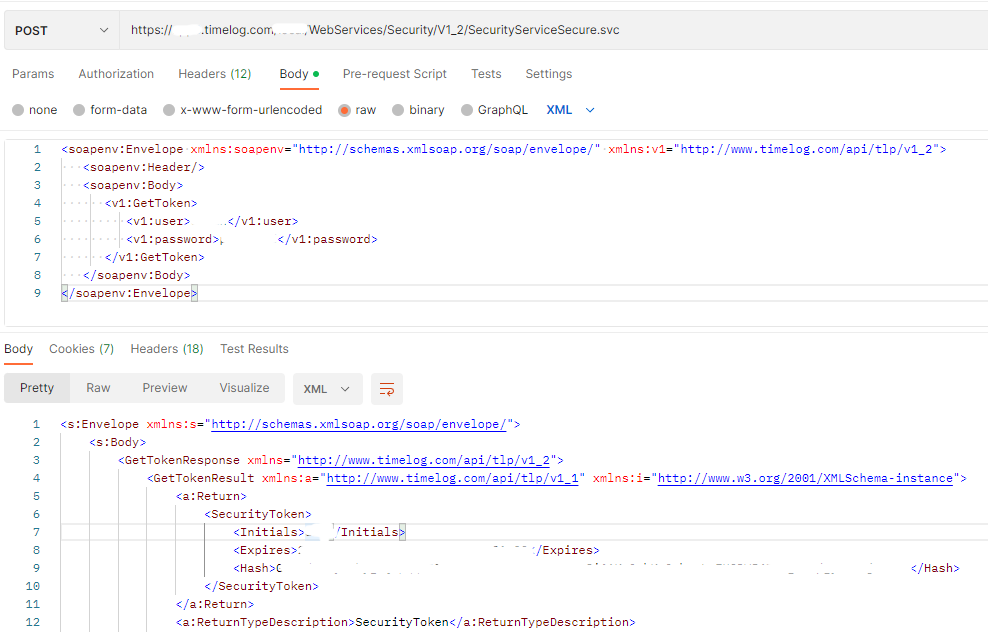 POST https:// .timelog.com, /WebServices/Security/V1_2/SecurityServiceSecure.svc
Params Authorization Headers (12) Body Pre-request Script Tests Settings
none form-data x-www-form-urlencoded raw binary GraphQL XML
1 <soapenv:Envelope xmlns:soapenv="http://schemas.xmlsoap.org/soap/envelope/" xmlns:v1="http://www.timelog.com/api/tlp/v1_2">
2 <soapenv:Header/>
3 <soapenv:Body>
4 <v1:GetToken>
5 <v1:user> </v1:user>
6 <v1:password> </v1:password>
7 </v1:GetToken>
8 </soapenv:Body>
9 </soapenv:Envelope>
Body Cookies (7) Headers (18) Test Results
Pretty Raw Preview Visualize XML
1 <s:Envelope xmlns:s="http://schemas.xmlsoap.org/soap/envelope/">
2 <s:Body>
3 <GetTokenResponse xmlns="http://www.timelog.com/api/tlp/v1_2">
4 <GetTokenResult xmlns:a="http://www.timelog.com/api/tlp/v1_1" xmlns:i="http://www.w3.org/2001/XMLSchema-instance">
5 <a:Return>
6 <SecurityToken>
7 <Initials> /Initials>
8 <Expires> /Expires>
9 <Hash> </Hash>
10 </SecurityToken>
11 </a:Return>
12 <a:ReturnTypeDescription>SecurityToken</a:ReturnTypeDescription>